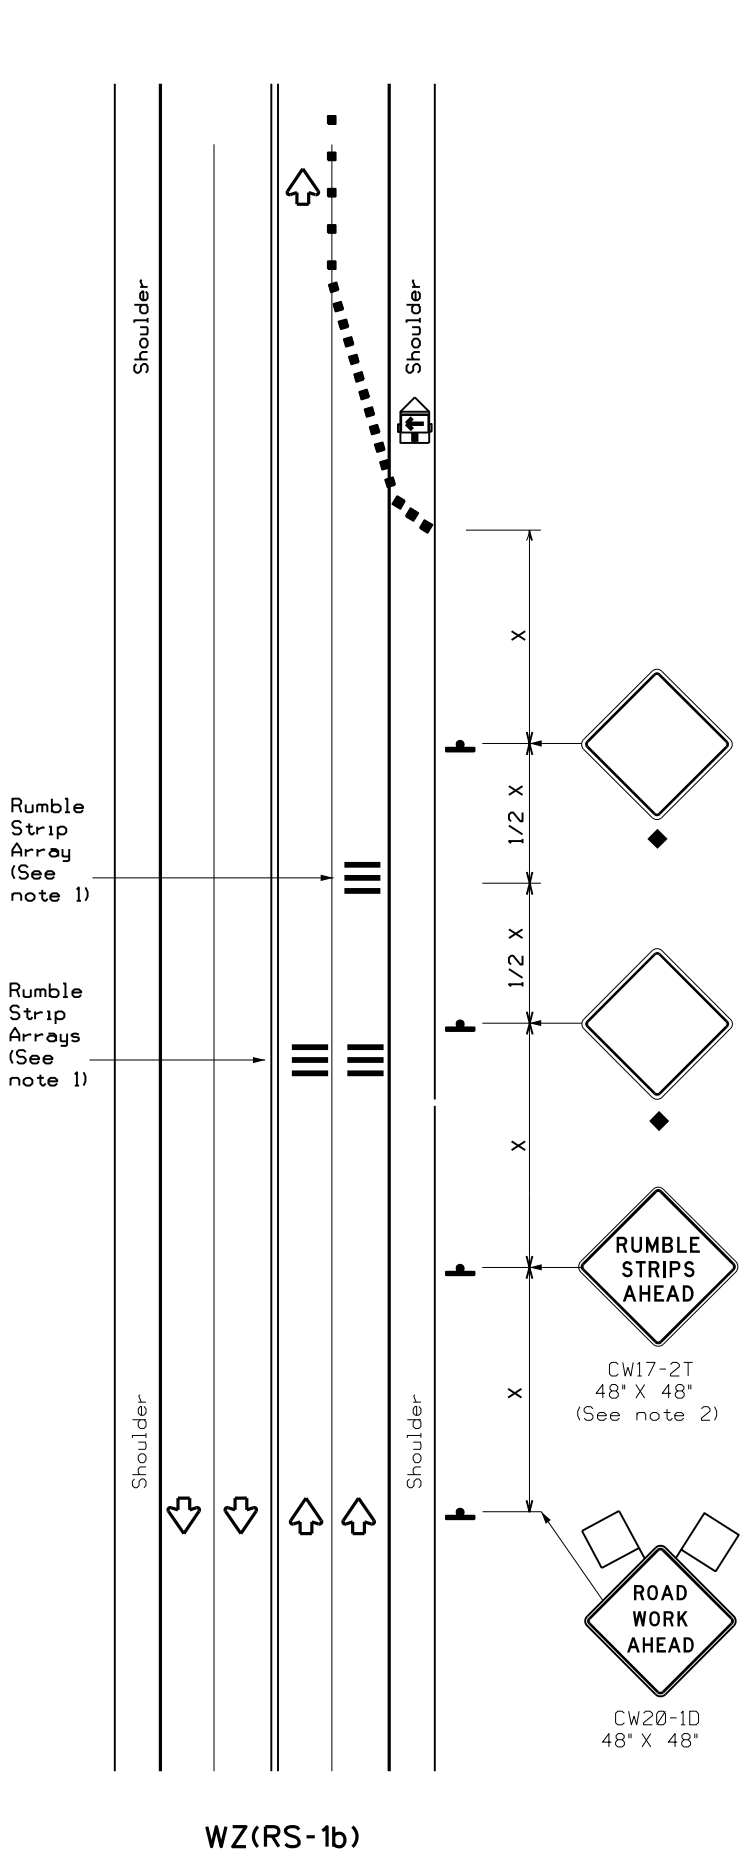 Shoulder
Shoulder
X
1/2 X
Rumble
Strip
Array
(See
note 1)
1/2 X
Rumble
Strip
Arrays
(See
note 1)
X
RUMBLE
STRIPS
AHEAD
CW17-2T
48" X 48"
(See note 2)
X
Shoulder
Shoulder
ROAD
WORK
AHEAD
CW20-1D
48" X 48"
WZ(RS-1b)